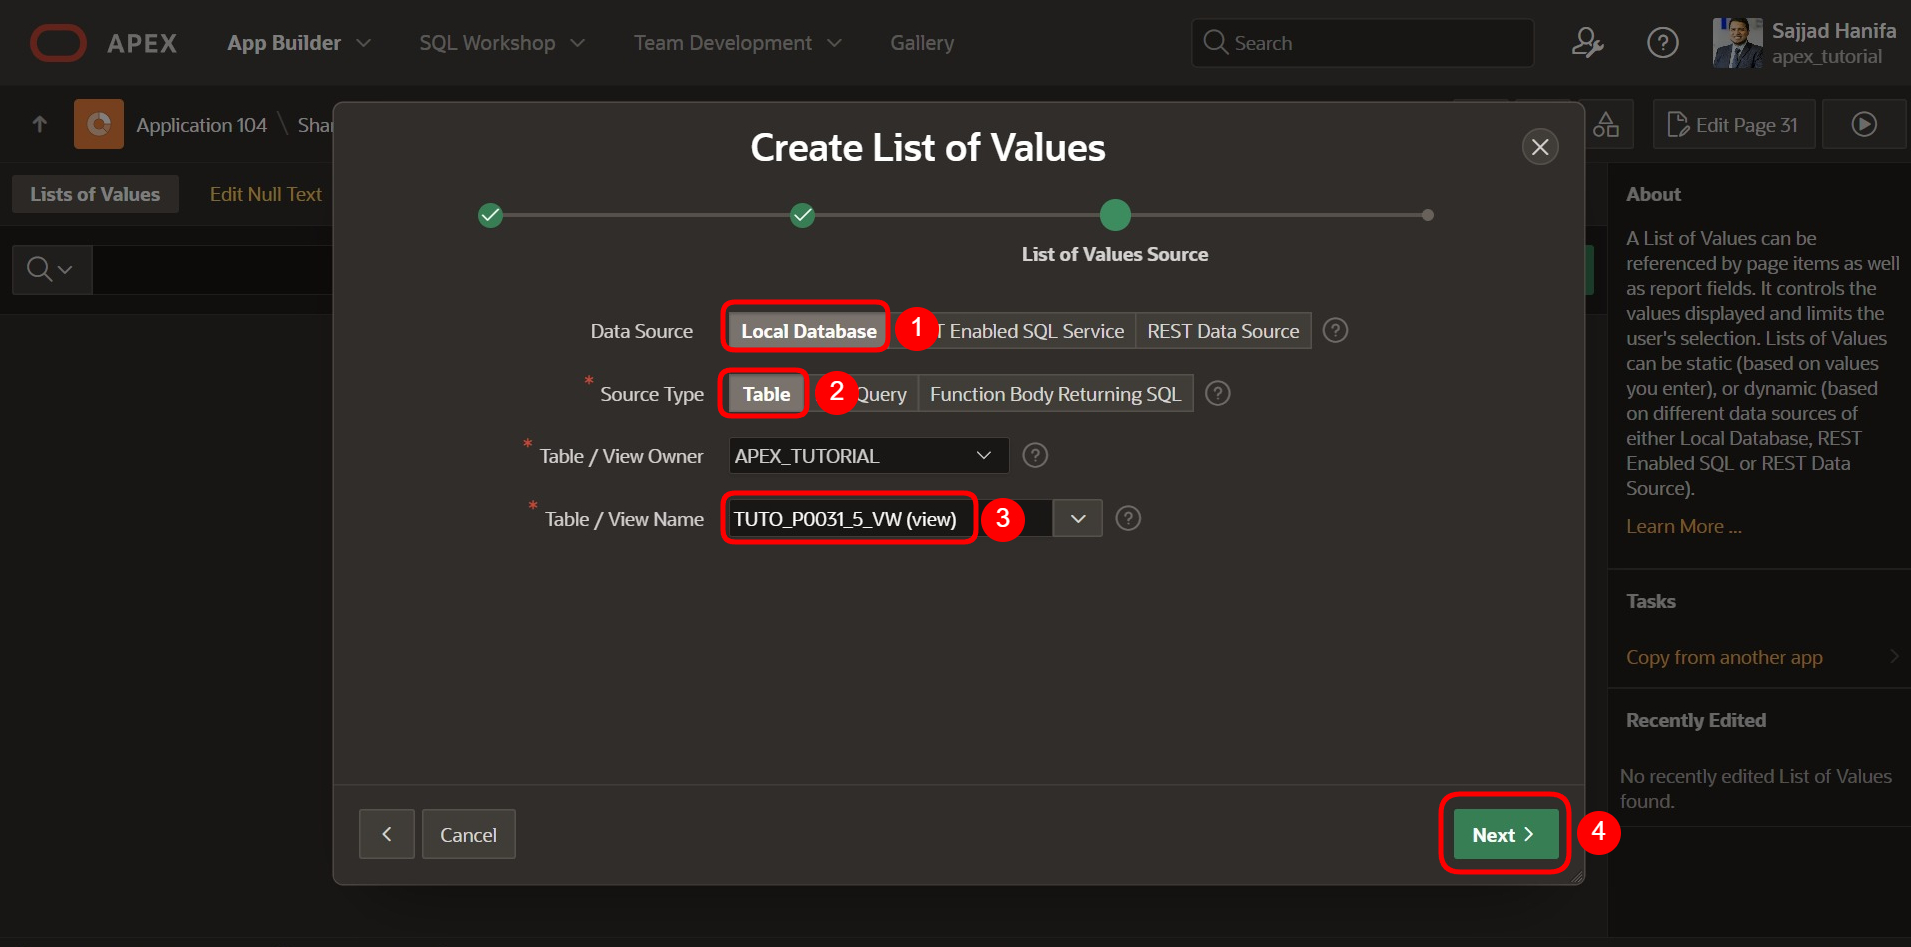 APEX
App Builder
SQL Workshop
Team Development
Gallery
Search
Sajjad Hanifa
apex_tutorial
Application 104 \ Shar
Edit Page 31
Create List of Values
Lists of Values
Edit Null Text
List of Values Source
Data Source
Local Database
1
T Enabled SQL Service
REST Data Source
?
* Source Type
Table
2
Query
Function Body Returning SQL
?
* Table / View Owner
APEX_TUTORIAL
?
* Table / View Name
TUTO_P0031_5_VW (view)
3
?
Cancel
Next
4
About
A List of Values can be
referenced by page items as well
as report fields. It controls the
values displayed and limits the
user's selection. Lists of Values
can be static (based on values
you enter), or dynamic (based
on different data sources of
either Local Database, REST
Enabled SQL or REST Data
Source).
Learn More ...
Tasks
Copy from another app
Recently Edited
No recently edited List of Values
found.